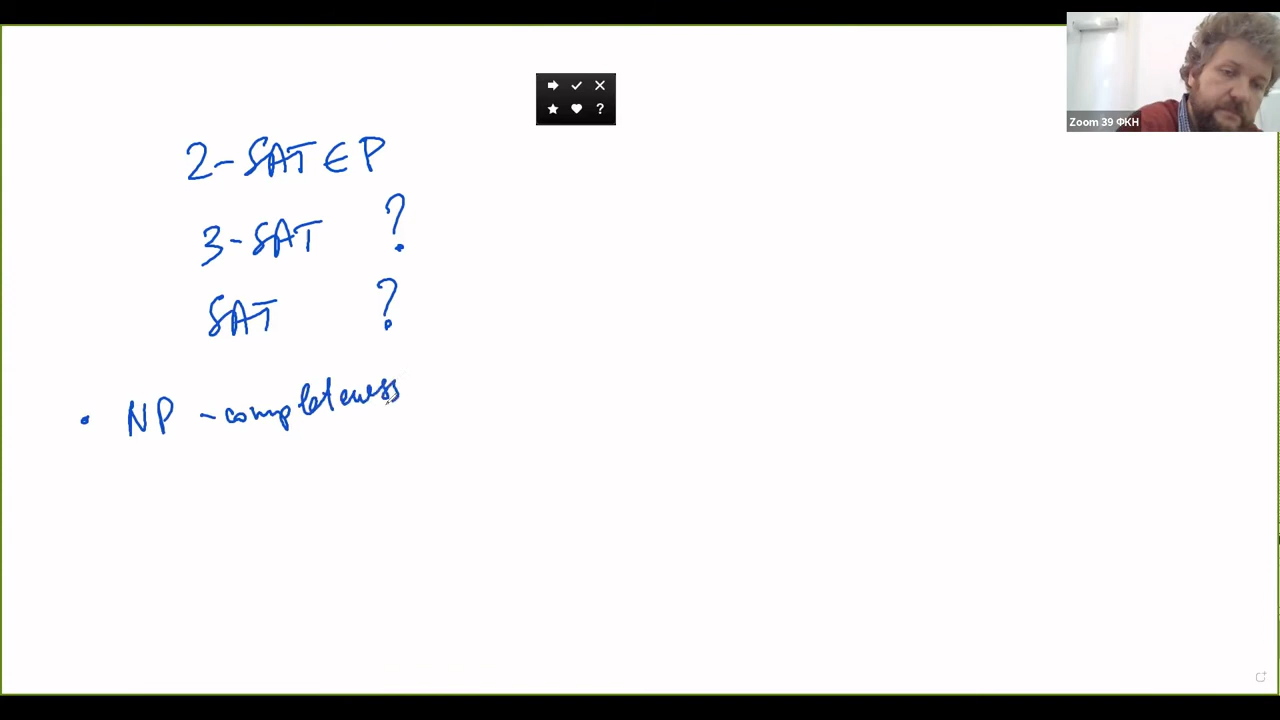 Zoom 39 ФКН
2-SAT ∈ P
3-SAT ?
SAT ?
• NP - completeness